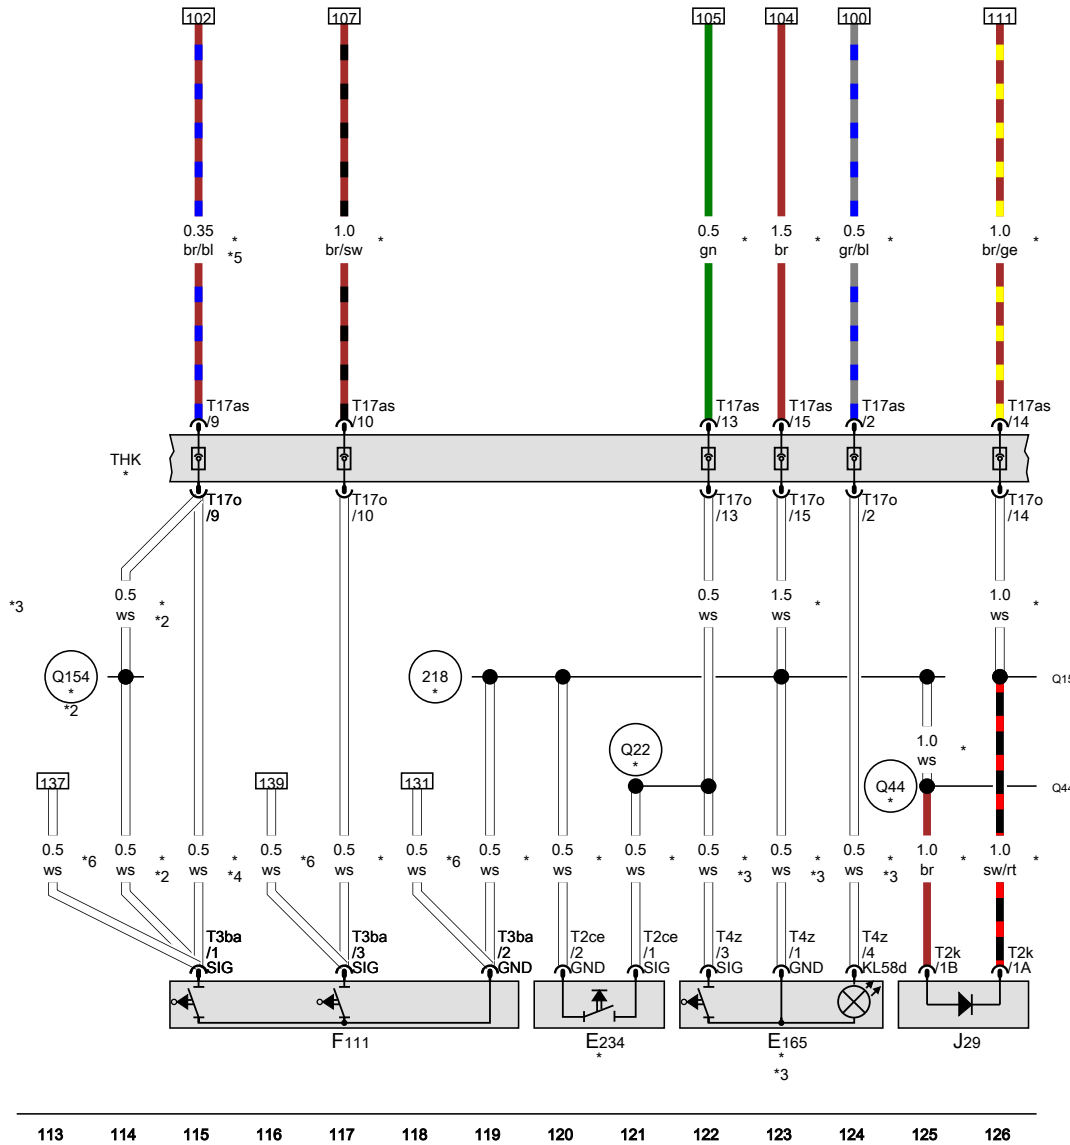 102 107 105 104 100 111
0.35 * 1.0 * 0.5 * 1.5 * 0.5 * 1.0 *
br/bl *5 br/sw gn br gr/bl br/ge
T17as T17as T17as T17as T17as T17as
/9 /10 /13 /15 /2 /14
THK
*
T17o T17o T17o T17o T17o T17o
/9 /10 /13 /15 /2 /14
*3 0.5 * 0.5 1.5 * 1.0 *
ws *2 ws ws ws
Q154 218 Q15
* *
*2
Q22 1.0 *
* ws
137 139 131 Q44 Q44
*
0.5 *6 0.5 * 0.5 * 0.5 *6 0.5 * 0.5 *6 0.5 * 0.5 * 0.5 * 0.5 * 0.5 * 0.5 * 1.0 * 1.0 *
ws ws *2 ws *4 ws ws ws ws ws ws ws *3 ws *3 ws *3 br sw/rt
T3ba T3ba T3ba T2ce T2ce T4z T4z T4z T2k T2k
/1 /3 /2 /2 /1 /3 /1 /4 /1B /1A
SIG SIG GND GND SIG SIG GND KL58d
F111 E234 E165 J29
* *
*3
113 114 115 116 117 118 119 120 121 122 123 124 125 126